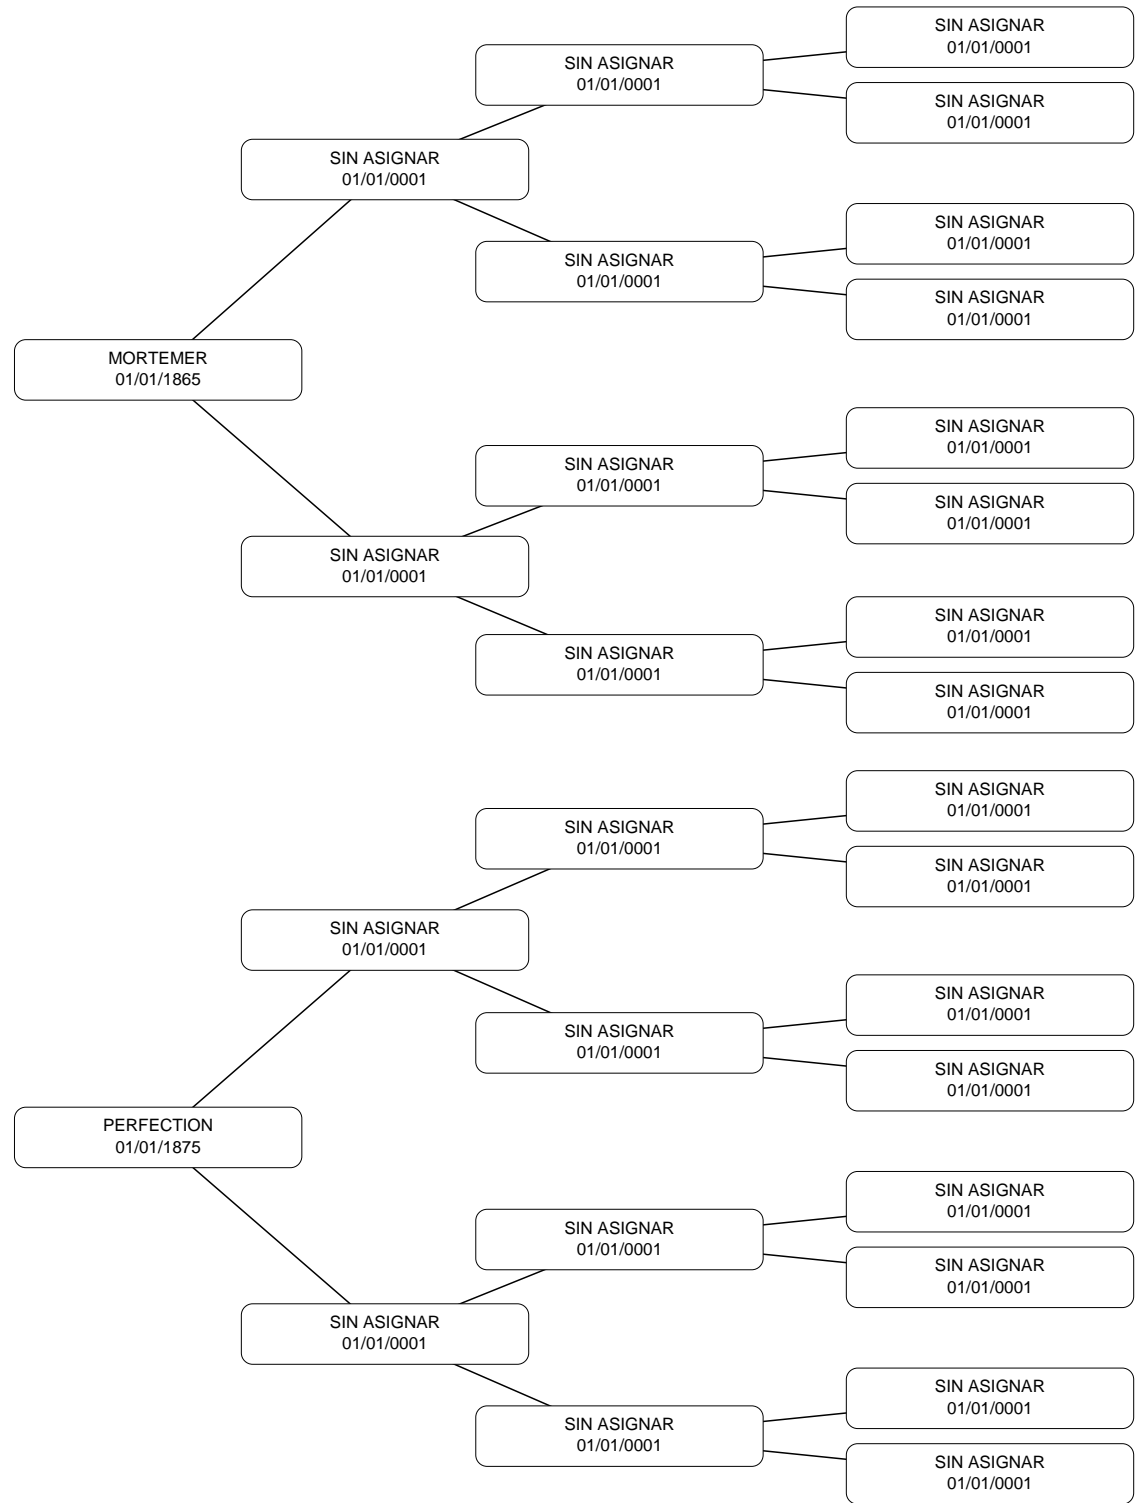 SIN ASIGNAR
01/01/0001
SIN ASIGNAR
01/01/0001
SIN ASIGNAR
01/01/0001
SIN ASIGNAR
01/01/0001
SIN ASIGNAR
01/01/0001
SIN ASIGNAR
01/01/0001
SIN ASIGNAR
01/01/0001
MORTEMER
01/01/1865
SIN ASIGNAR
01/01/0001
SIN ASIGNAR
01/01/0001
SIN ASIGNAR
01/01/0001
SIN ASIGNAR
01/01/0001
SIN ASIGNAR
01/01/0001
SIN ASIGNAR
01/01/0001
SIN ASIGNAR
01/01/0001
SIN ASIGNAR
01/01/0001
SIN ASIGNAR
01/01/0001
SIN ASIGNAR
01/01/0001
SIN ASIGNAR
01/01/0001
SIN ASIGNAR
01/01/0001
SIN ASIGNAR
01/01/0001
SIN ASIGNAR
01/01/0001
SIN ASIGNAR
01/01/0001
PERFECTION
01/01/1875
SIN ASIGNAR
01/01/0001
SIN ASIGNAR
01/01/0001
SIN ASIGNAR
01/01/0001
SIN ASIGNAR
01/01/0001
SIN ASIGNAR
01/01/0001
SIN ASIGNAR
01/01/0001
SIN ASIGNAR
01/01/0001